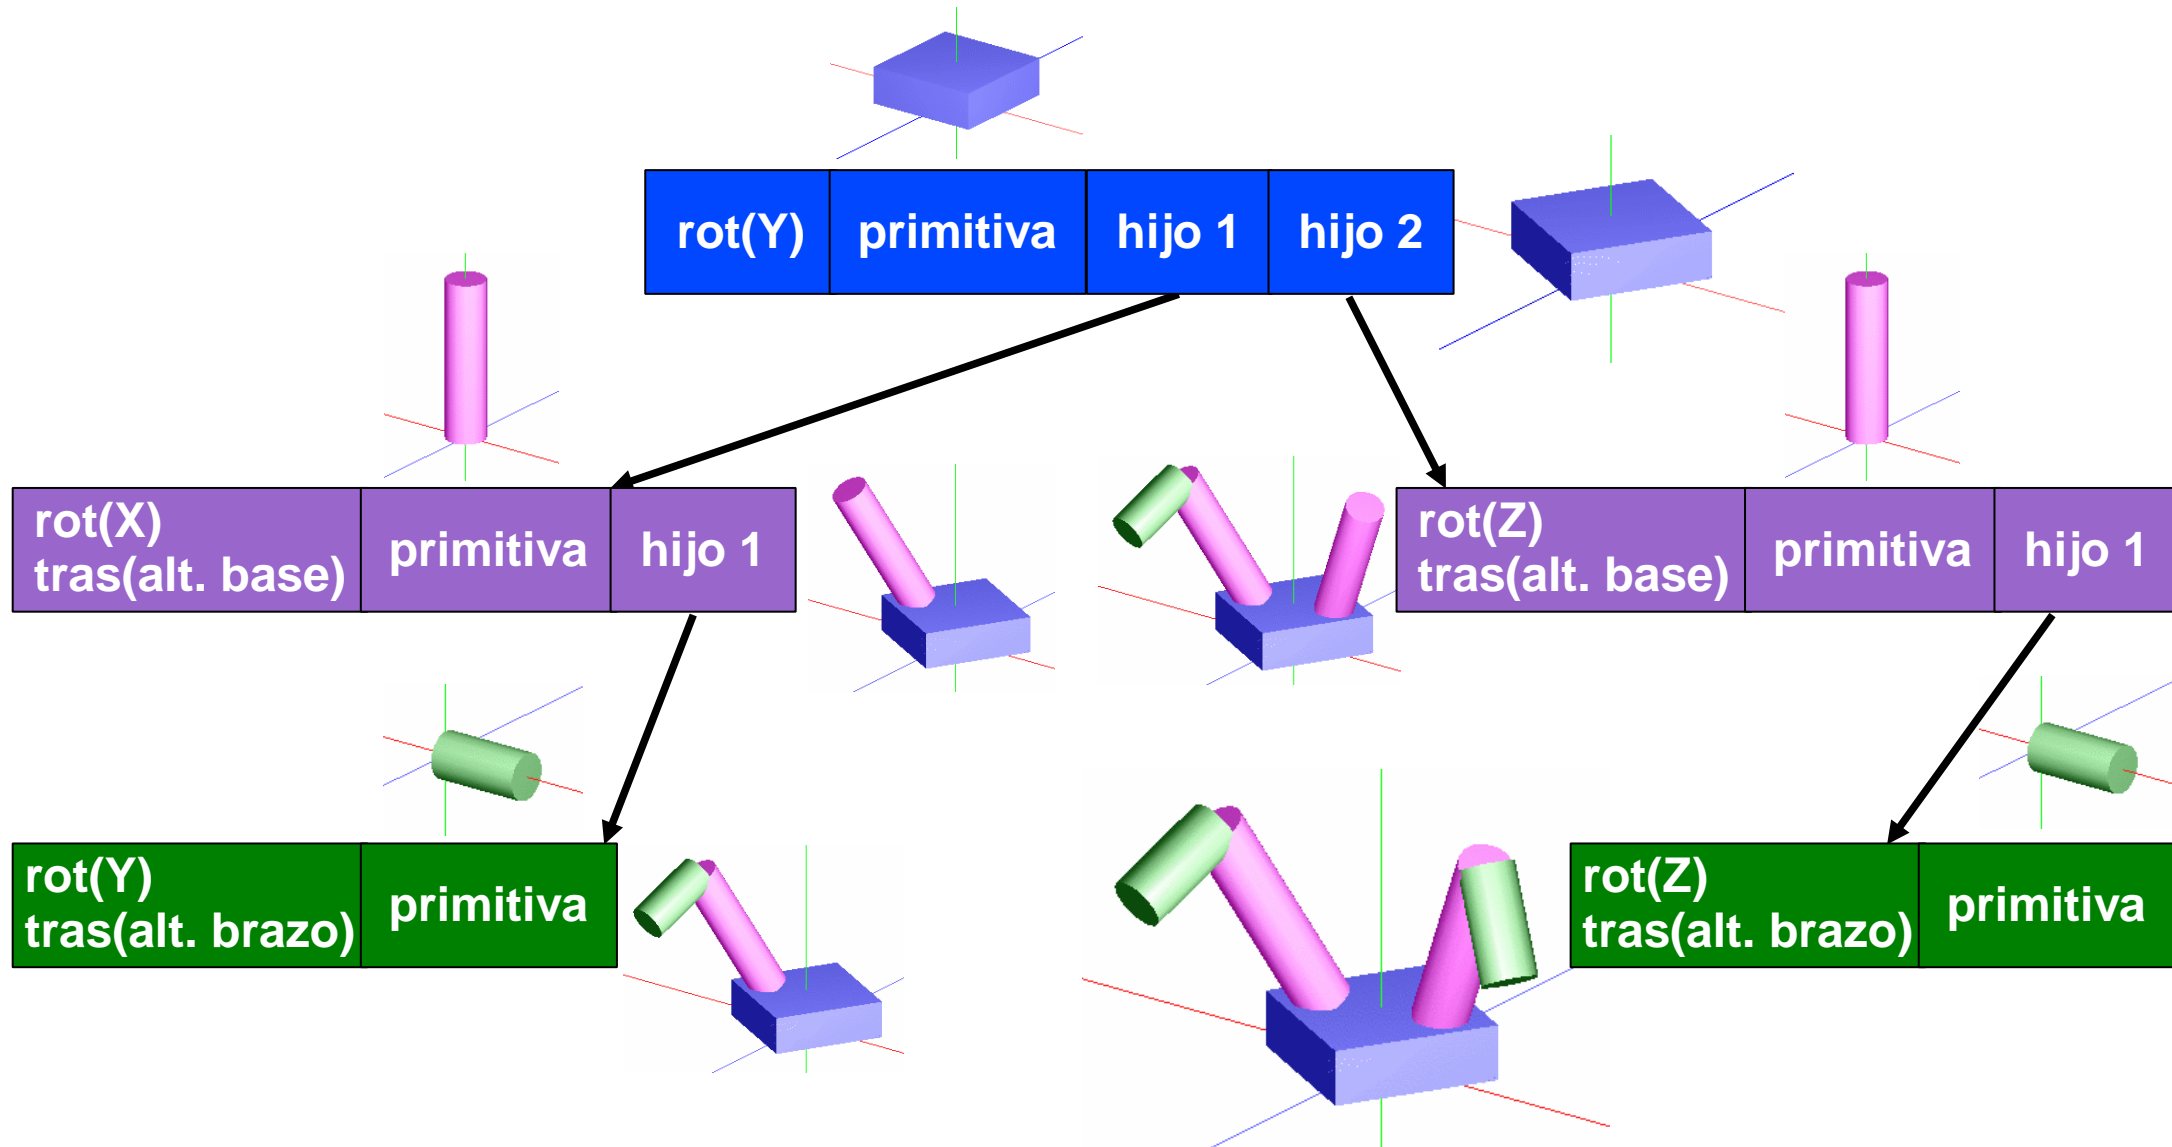 rot(Y) primitiva hijo 1 hijo 2
rot(X)
tras(alt. base)
primitiva
hijo 1
rot(Z)
tras(alt. base)
primitiva
hijo 1
rot(Y)
tras(alt. brazo)
primitiva
rot(Z)
tras(alt. brazo)
primitiva